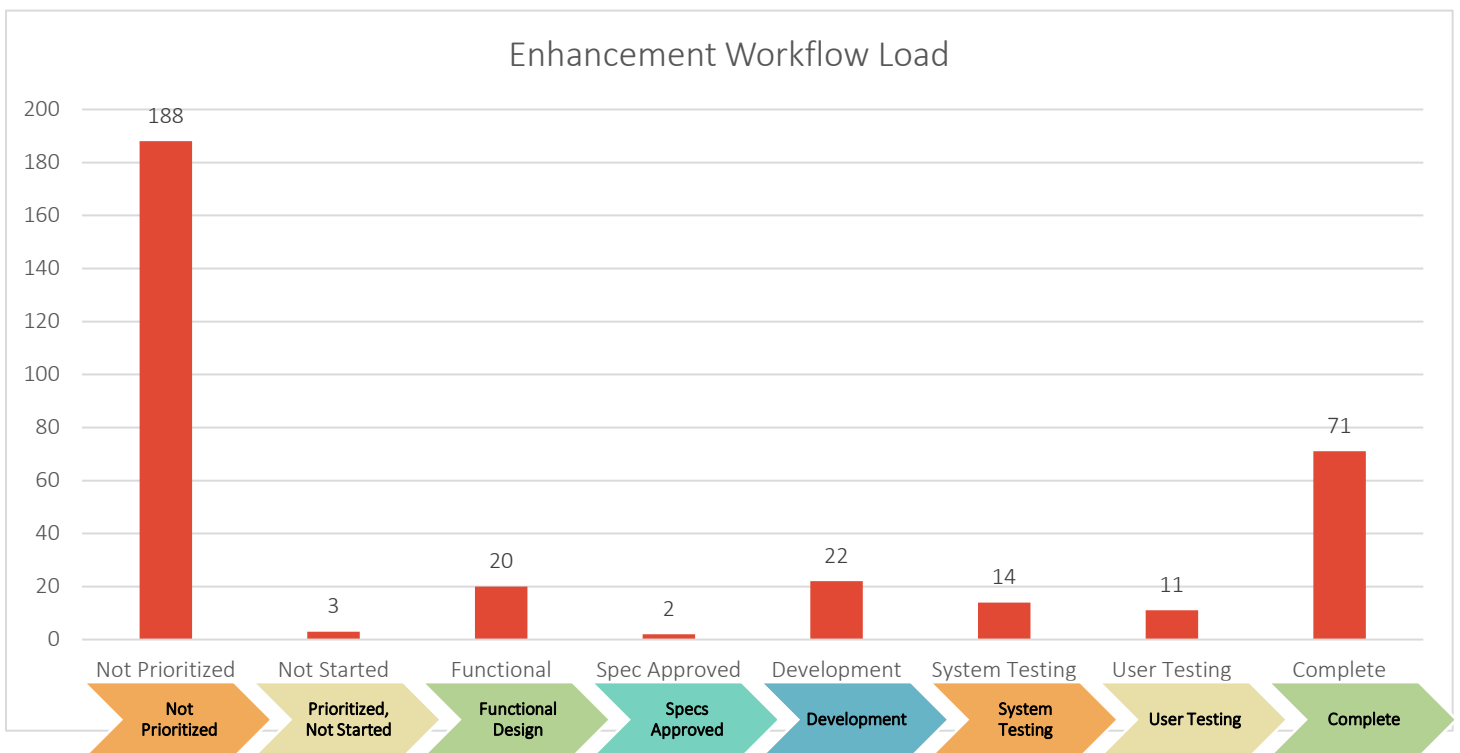 Enhancement Workflow Load
200
180
160
140
120
100
80
60
40
20
0
188
3
20
2
22
14
11
71
Not Prioritized
Not Started
Functional
Spec Approved
Development
System Testing
User Testing
Complete
Not
Prioritized
Prioritized,
Not Started
Functional
Design
Specs
Approved
Development
System
Testing
User Testing
Complete